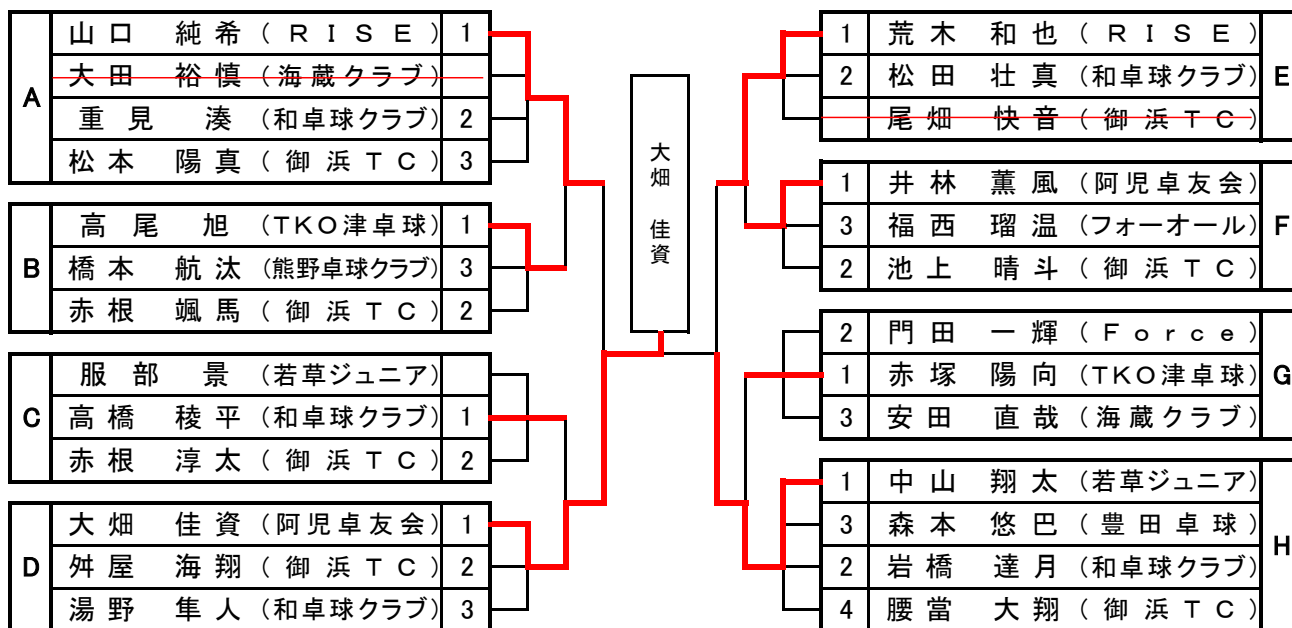 A
山口 純希 (RISE) 1
大田 裕慎 (海蔵クラブ)
重見 湊 (和卓球クラブ) 2
松本 陽真 (御浜TC) 3
B
高尾 旭 (TKO津卓球) 1
橋本 航汰 (熊野卓球クラブ) 3
赤根 颯馬 (御浜TC) 2
C
服部 景 (若草ジュニア)
高橋 稜平 (和卓球クラブ) 1
赤根 淳太 (御浜TC) 2
D
大畑 佳資 (阿児卓友会) 1
舛屋 海翔 (御浜TC) 2
湯野 隼人 (和卓球クラブ) 3
大畑 佳資
1 荒木 和也 (RISE)
2 松田 壮真 (和卓球クラブ)
尾畑 快音 (御浜TC)
E
1 井林 薫風 (阿児卓友会)
3 福西 瑠温 (フォーオール)
2 池上 晴斗 (御浜TC)
F
2 門田 一輝 (Force)
1 赤塚 陽向 (TKO津卓球)
3 安田 直哉 (海蔵クラブ)
G
1 中山 翔太 (若草ジュニア)
3 森本 悠巴 (豊田卓球)
2 岩橋 達月 (和卓球クラブ)
4 腰當 大翔 (御浜TC)
H